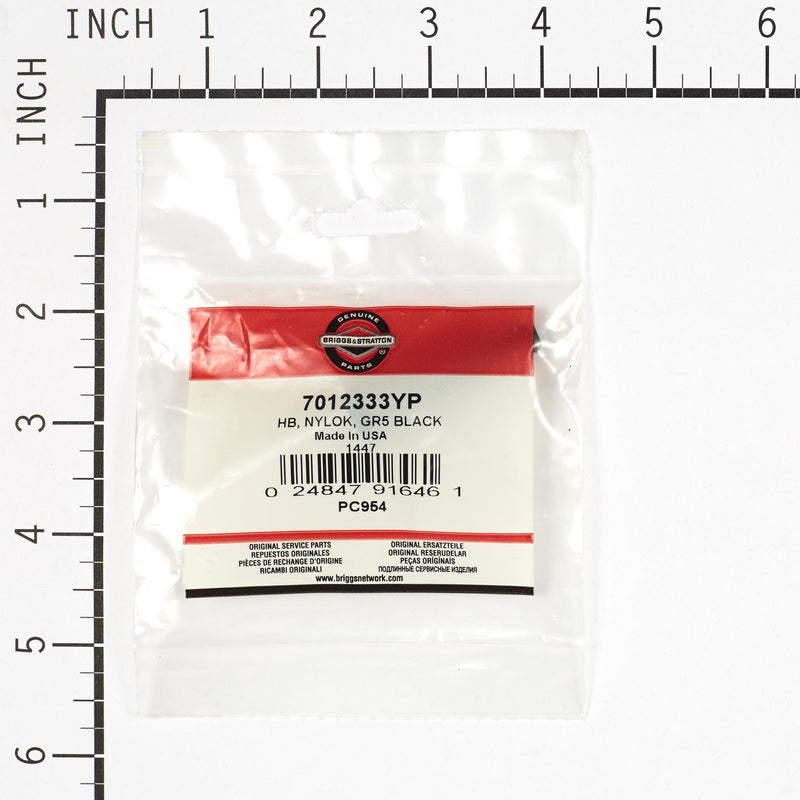 INCH 1 2 3 4 5 6
INCH
1
2
3
4
5
6
GENUINE
BRIGGS & STRATTON
®
PARTS
7012333YP
HB, NYLOK, GR5 BLACK
Made In USA
1447
0 24847 91646 1
PC954
ORIGINAL SERVICE PARTS
REPUESTOS ORIGINALES
PIÈCES DE RECHANGE D'ORIGINE
RICAMBI ORIGINALI
ORIGINAL ERSATZTEILE
ORIGINAL RESERUDELAR
PEÇAS ORIGINAIS
ПОДЛИННЫЕ СЕРВИСНЫЕ ИЗДЕЛИЯ
www.briggsnetwork.com